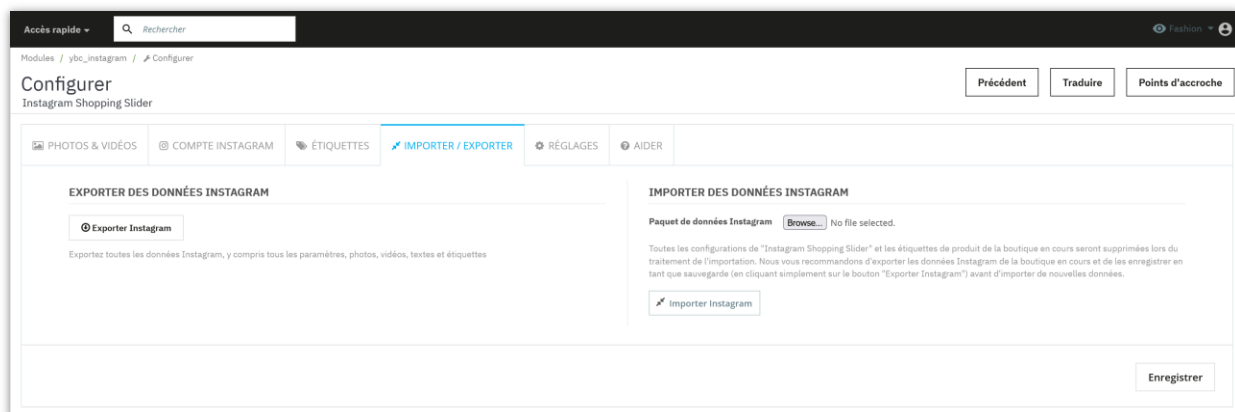 Accès rapide
Rechercher
Fashion
Modules / ybc_instagram / Configurer
Configurer
Instagram Shopping Slider
Précédent
Traduire
Points d'accroche
PHOTOS & VIDÉOS
COMPTE INSTAGRAM
ÉTIQUETTES
IMPORTER / EXPORTER
RÉGLAGES
AIDER
EXPORTER DES DONNÉES INSTAGRAM
Exporter Instagram
Exportez toutes les données Instagram, y compris tous les paramètres, photos, vidéos, textes et étiquettes
IMPORTER DES DONNÉES INSTAGRAM
Paquet de données Instagram Browse... No file selected.
Toutes les configurations de "Instagram Shopping Slider" et les étiquettes de produit de la boutique en cours seront supprimées lors du
traitement de l'importation. Nous vous recommandons d'exporter les données Instagram de la boutique en cours et de les enregistrer en
tant que sauvegarde (en cliquant simplement sur le bouton "Exporter Instagram") avant d'importer de nouvelles données.
Importer Instagram
Enregistrer